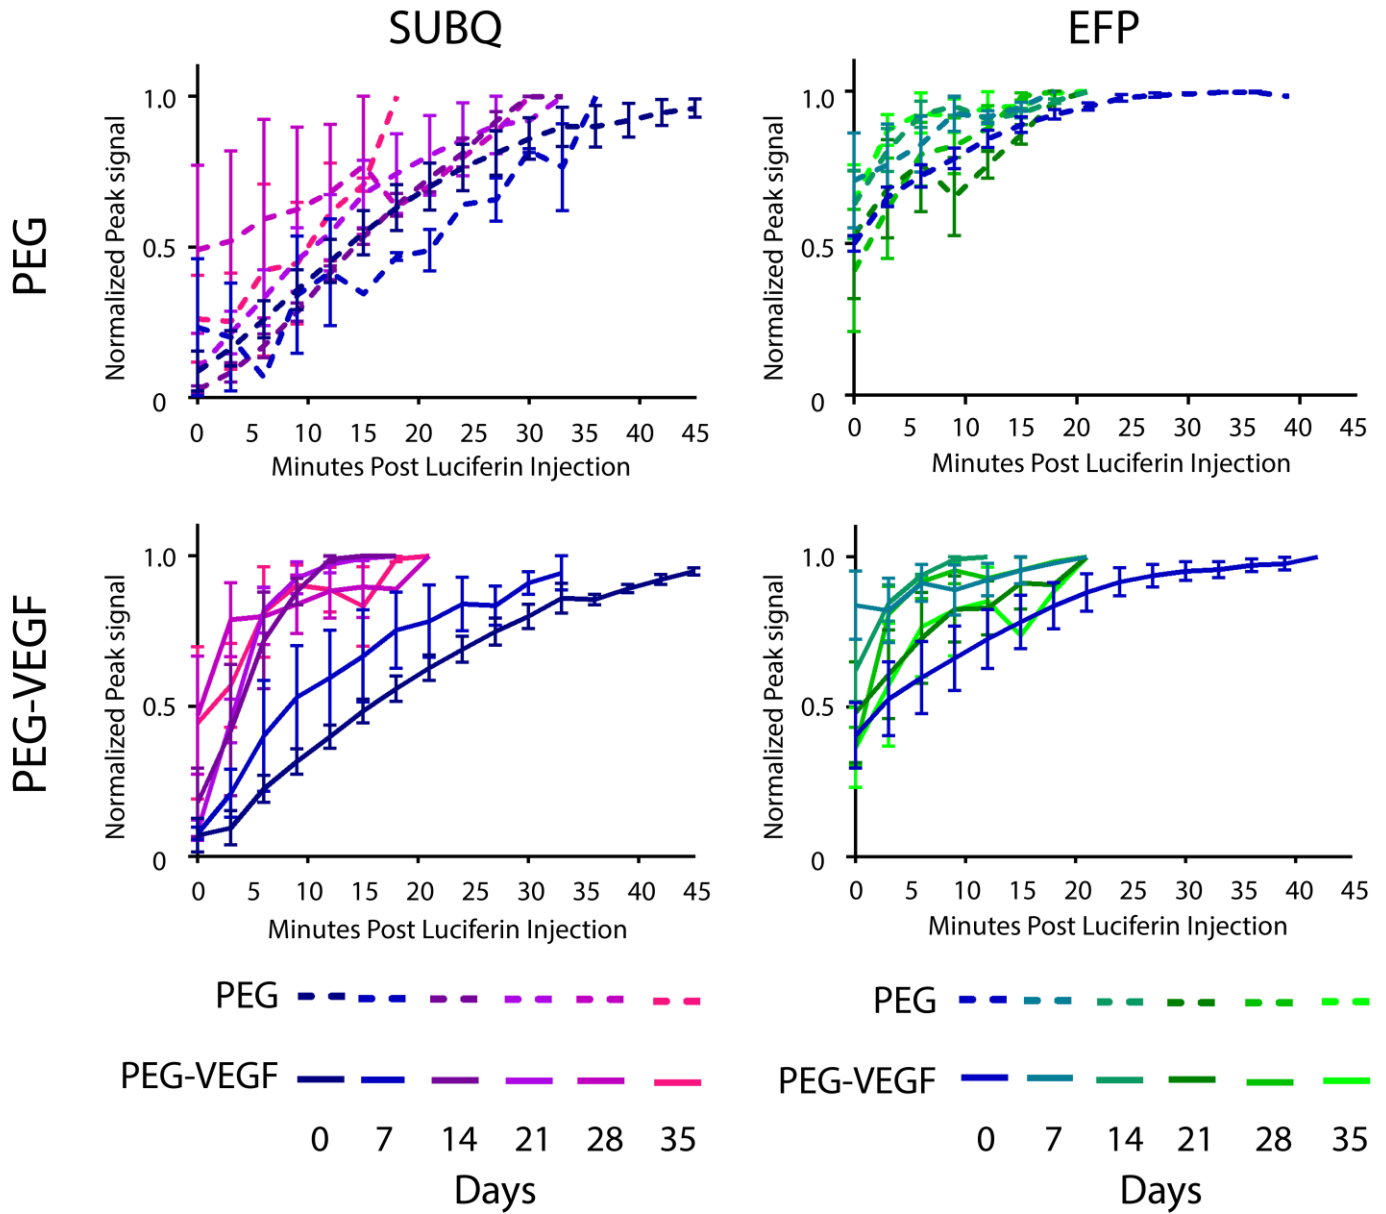 SUBQ
EFP
PEG
Normalized Peak signal
1.0
0.5
0
0 5 10 15 20 25 30 35 40 45
Minutes Post Luciferin Injection
Normalized Peak signal
1.0
0.5
0
0 5 10 15 20 25 30 35 40 45
Minutes Post Luciferin Injection
PEG-VEGF
Normalized Peak signal
1.0
0.5
0
0 5 10 15 20 25 30 35 40 45
Minutes Post Luciferin Injection
Normalized Peak signal
1.0
0.5
0
0 5 10 15 20 25 30 35 40 45
Minutes Post Luciferin Injection
PEG
PEG-VEGF
0 7 14 21 28 35
Days
PEG
PEG-VEGF
0 7 14 21 28 35
Days